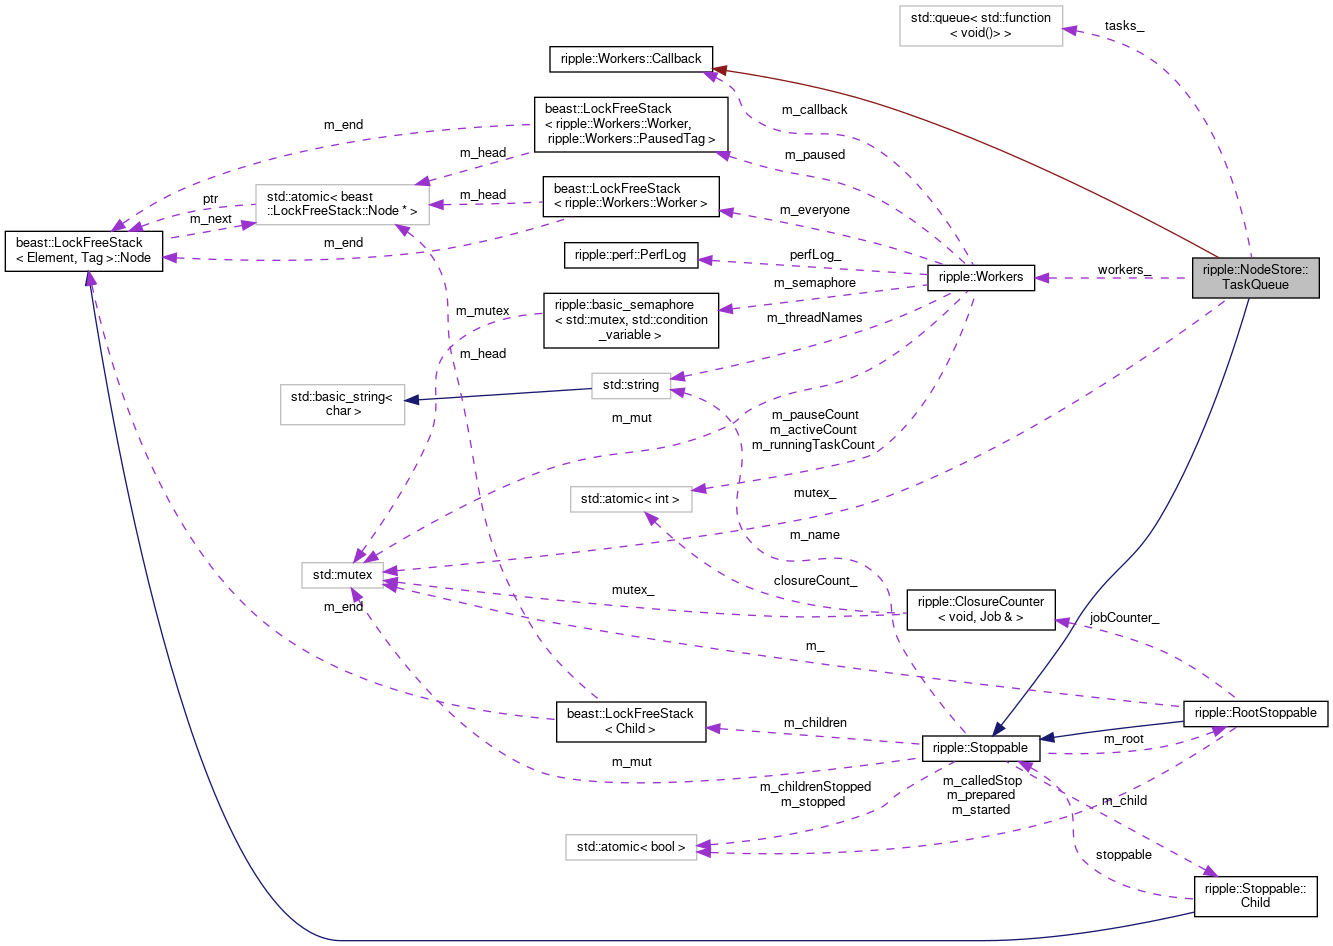 std::queue< std::function
< void()> >
tasks_
ripple::Workers::Callback
m_callback
beast::LockFreeStack
< ripple::Workers::Worker,
ripple::Workers::PausedTag >
m_end
m_head
m_paused
std::atomic< beast
::LockFreeStack::Node * >
ptr
m_next
m_head
beast::LockFreeStack
< ripple::Workers::Worker >
m_everyone
beast::LockFreeStack
< Element, Tag >::Node
m_end
ripple::perf::PerfLog
perfLog_
ripple::Workers
workers_
ripple::NodeStore::
TaskQueue
m_semaphore
ripple::basic_semaphore
< std::mutex, std::condition
_variable >
m_mutex
m_threadNames
m_head
std::basic_string<
char >
std::string
m_mut
m_pauseCount
m_activeCount
m_runningTaskCount
std::atomic< int >
mutex_
m_name
std::mutex
closureCount_
mutex_
ripple::ClosureCounter
< void, Job & >
jobCounter_
m_end
m_
beast::LockFreeStack
< Child >
m_children
ripple::Stoppable
m_root
ripple::RootStoppable
m_mut
m_childrenStopped
m_stopped
m_calledStop
m_prepared
m_started
m_child
std::atomic< bool >
stoppable
ripple::Stoppable::
Child